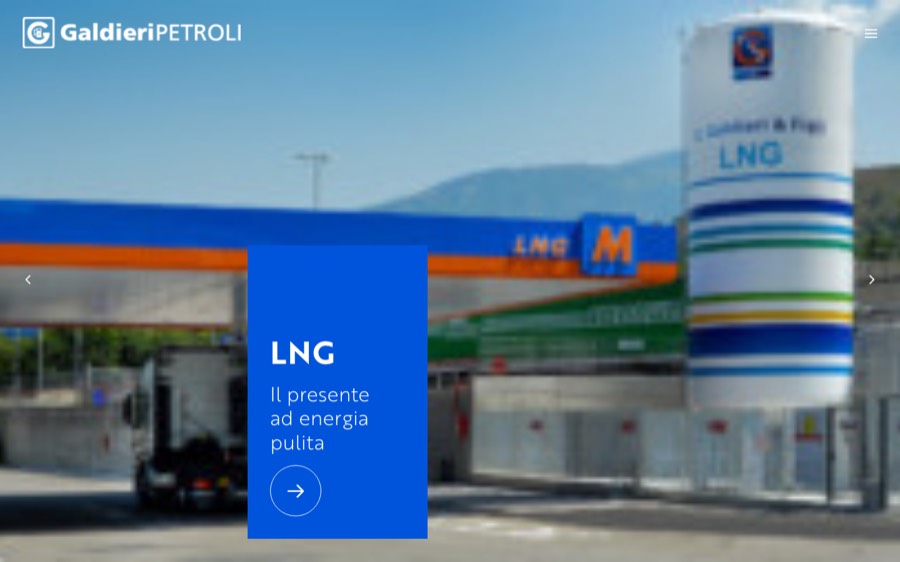 GaldieriPETROLI
LNG
LNG M
LNG
Il presente
ad energia
pulita